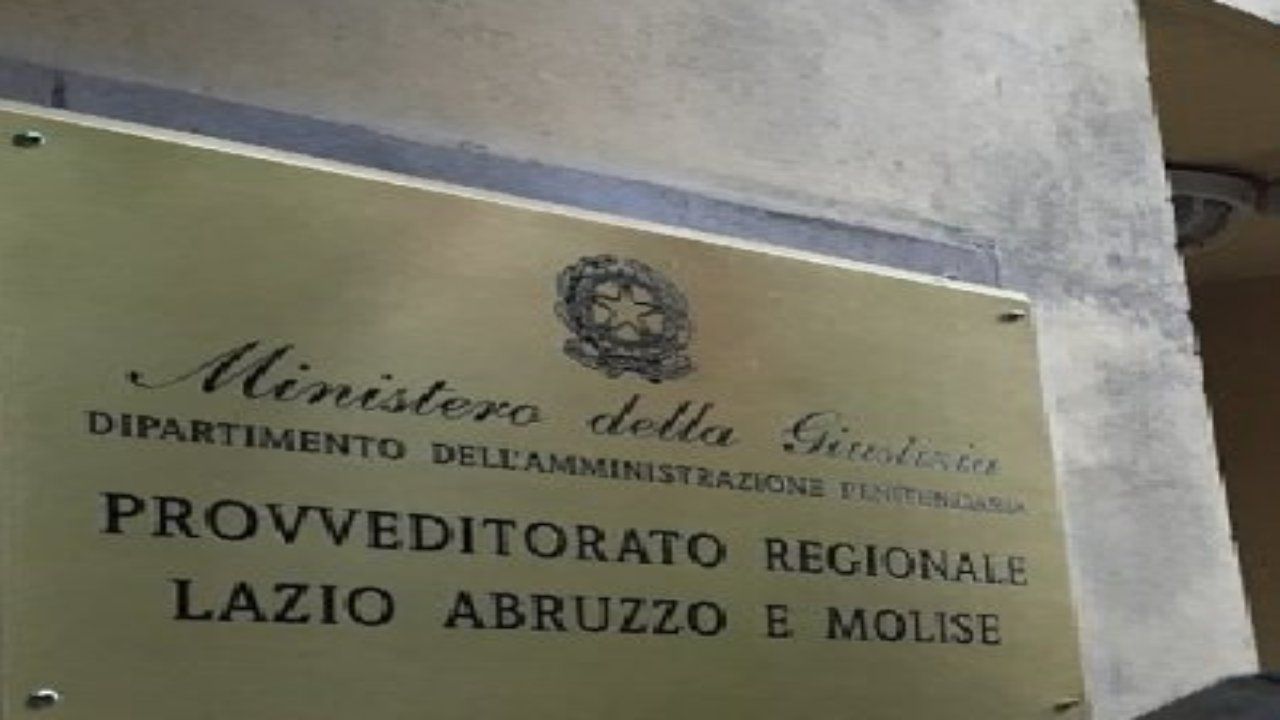 Ministero della Giustizia
DIPARTIMENTO DELL'AMMINISTRAZIONE PENITENZIARIA
PROVVEDITORATO REGIONALE
LAZIO ABRUZZO E MOLISE